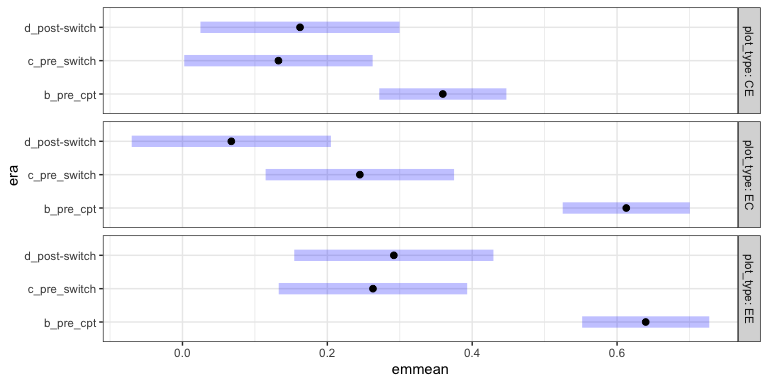 d_post-switch
c_pre_switch
b_pre_cpt
plot_type: CE
d_post-switch
c_pre_switch
b_pre_cpt
plot_type: EC
d_post-switch
c_pre_switch
b_pre_cpt
plot_type: EE
era
0.0 0.2 0.4 0.6
emmean